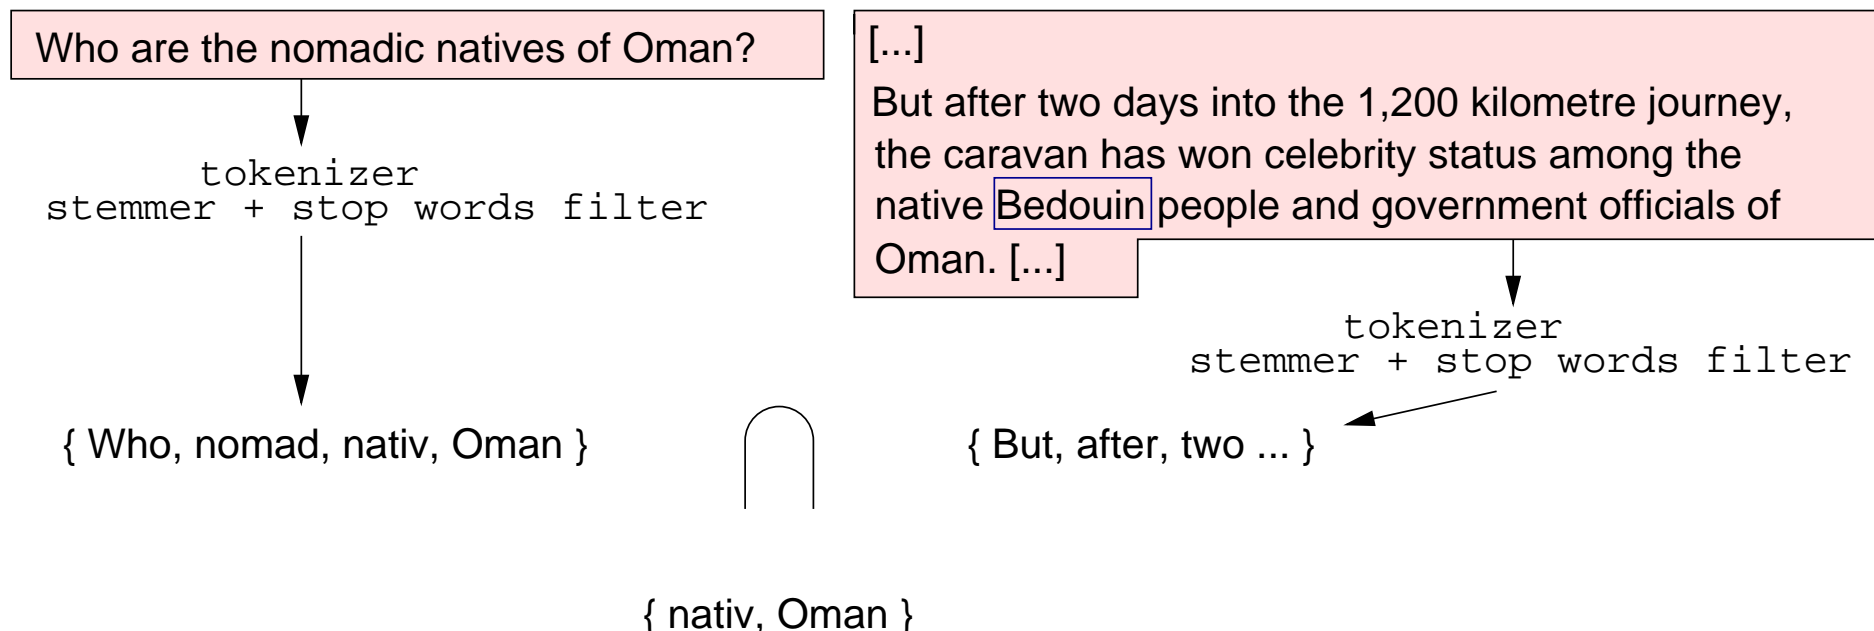 Who are the nomadic natives of Oman?
tokenizer
stemmer + stop words filter
{ Who, nomad, nativ, Oman }
[...]
But after two days into the 1,200 kilometre journey,
the caravan has won celebrity status among the
native Bedouin people and government officials of
Oman. [...]
tokenizer
stemmer + stop words filter
{ But, after, two ... }
{ nativ, Oman }